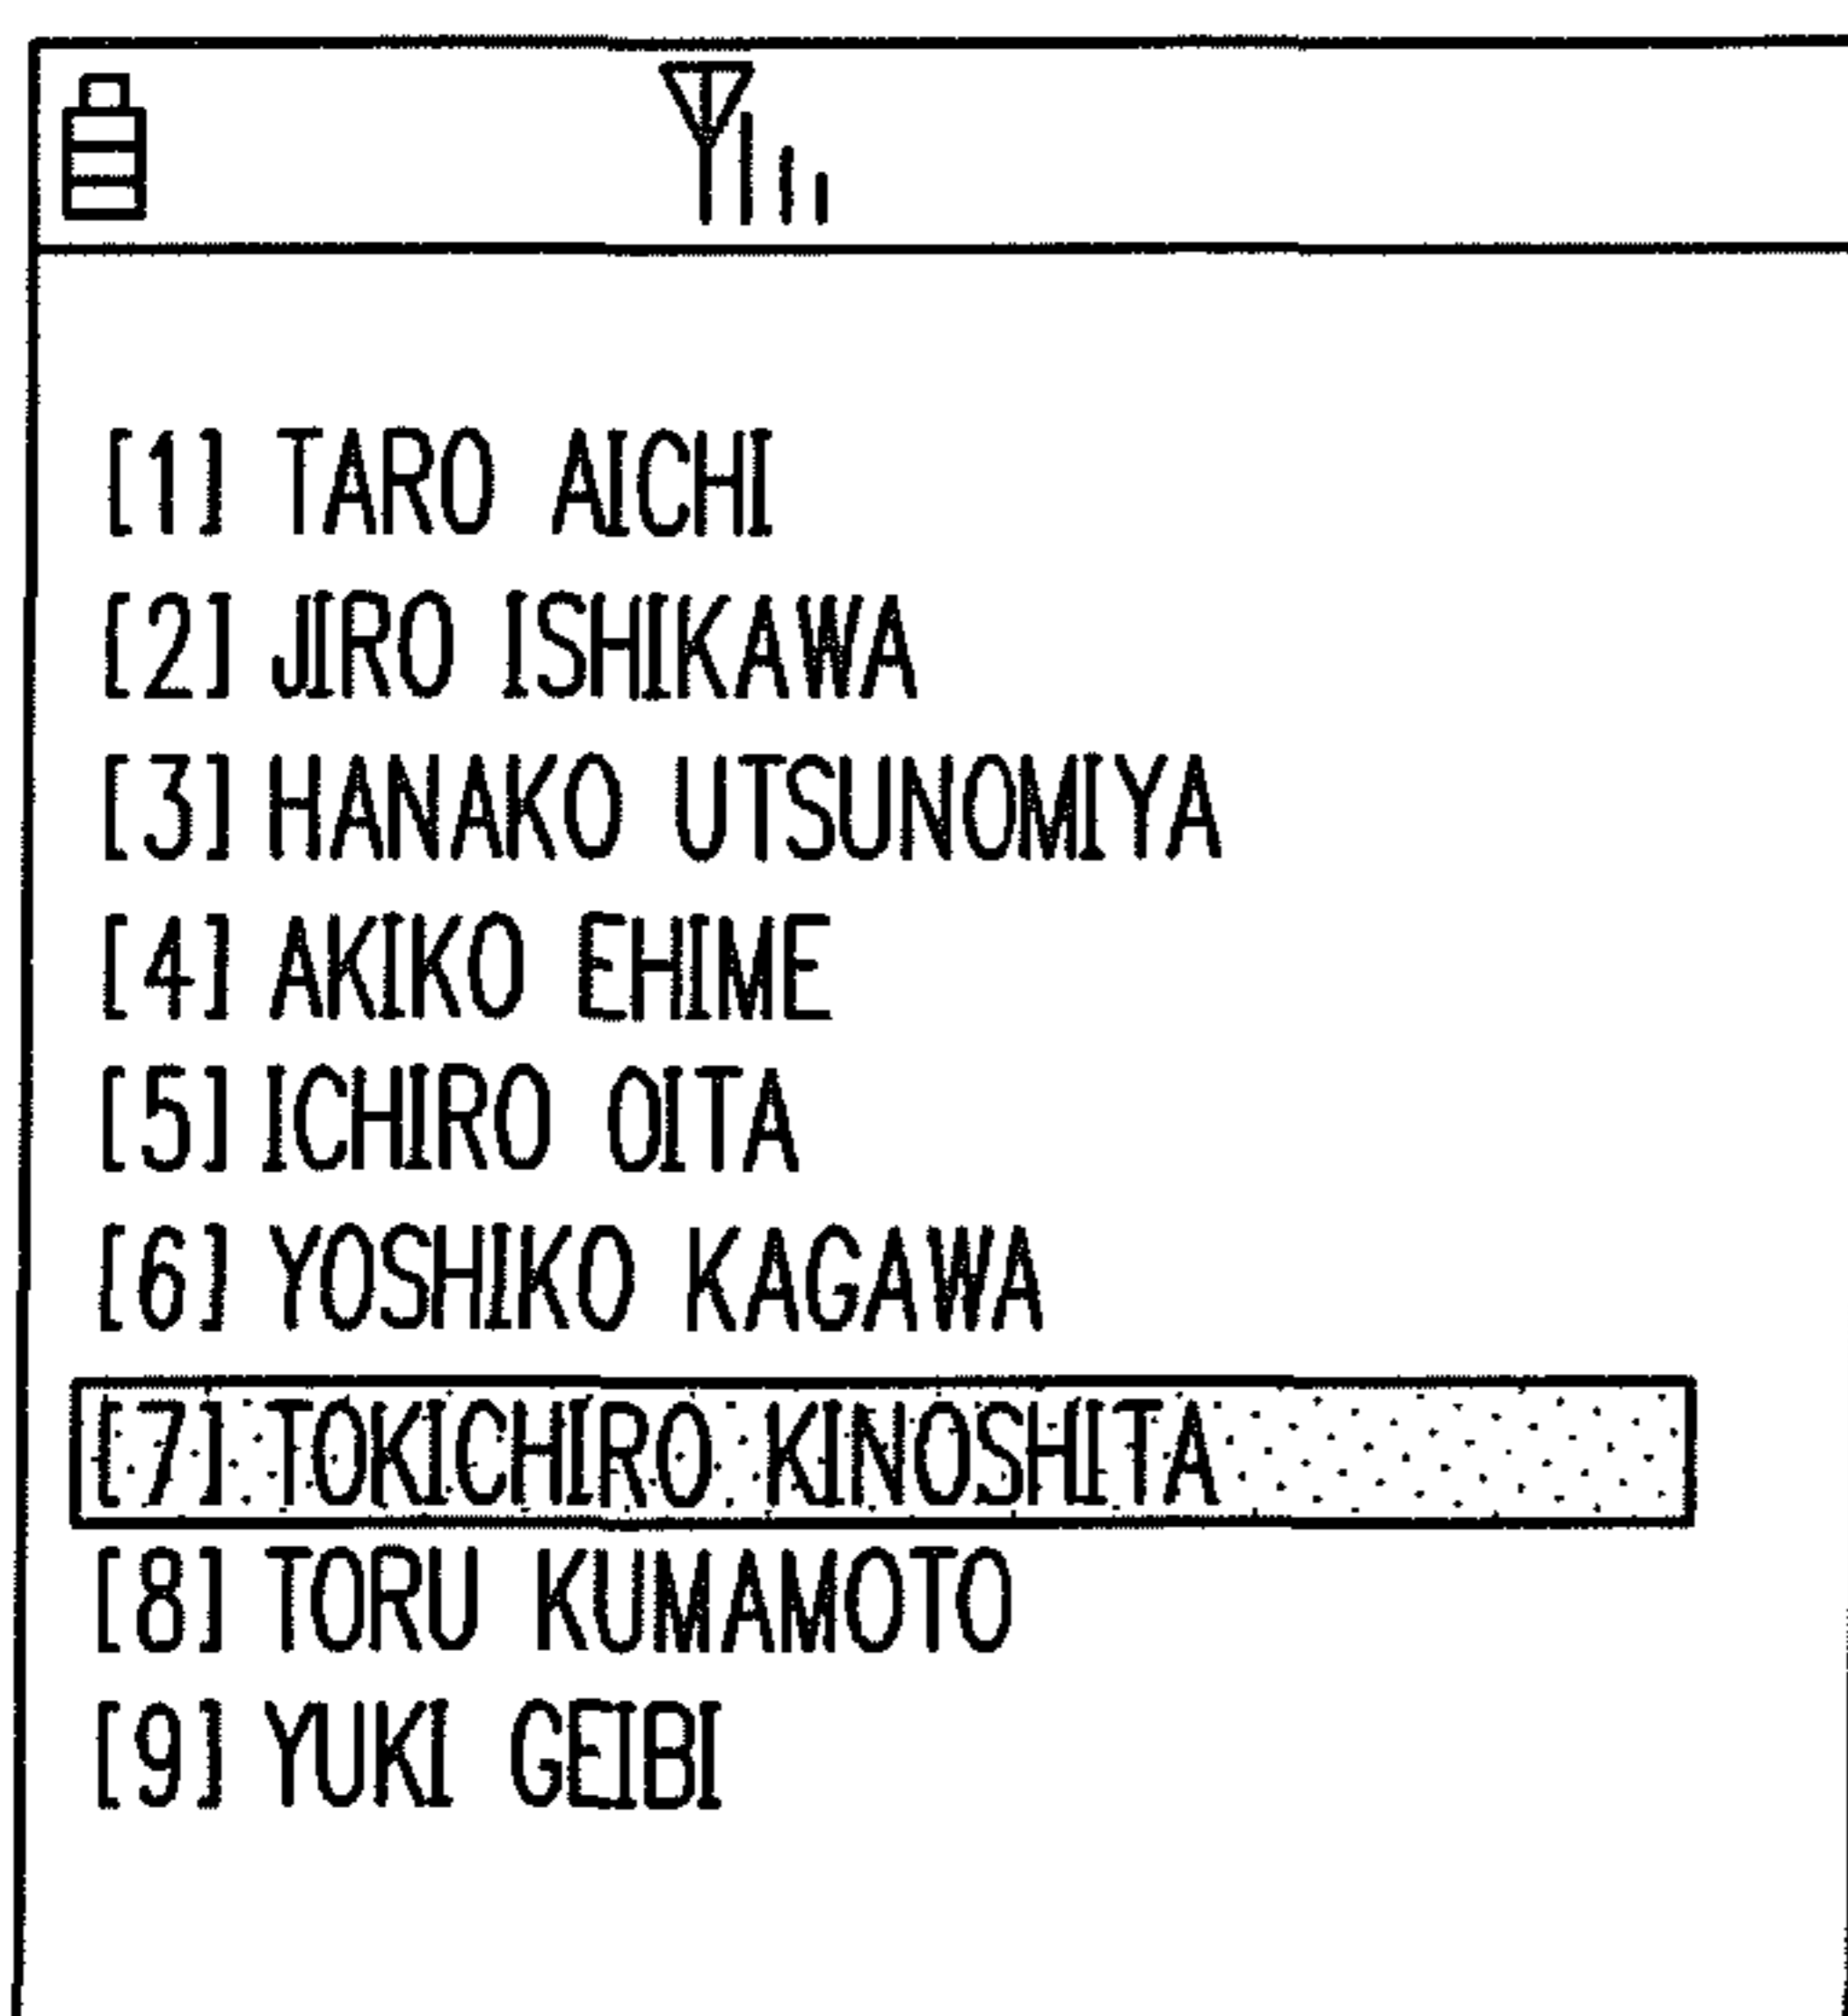 [1] TARO AICHI
[2] JIRO ISHIKAWA
[3] HANAKO UTSUNOMIYA
[4] AKIKO EHIME
[5] ICHIRO OITA
[6] YOSHIKO KAGAWA
[7] TOKICHIRO KINOSHITA
[8] TORU KUMAMOTO
[9] YUKI GEIBI